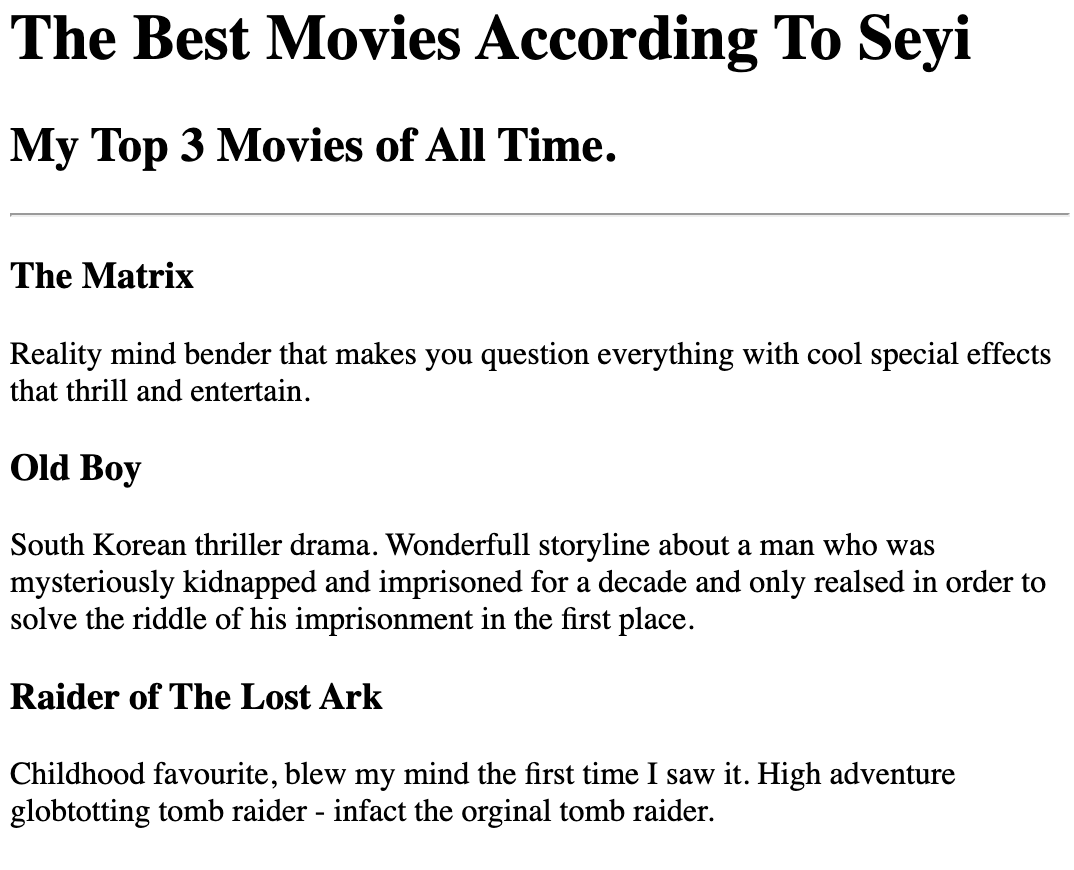 The Best Movies According To Seyi
My Top 3 Movies of All Time.
The Matrix
Reality mind bender that makes you question everything with cool special effects
that thrill and entertain.
Old Boy
South Korean thriller drama. Wonderfull storyline about a man who was
mysteriously kidnapped and imprisoned for a decade and only realsed in order to
solve the riddle of his imprisonment in the first place.
Raider of The Lost Ark
Childhood favourite, blew my mind the first time I saw it. High adventure
globtotting tomb raider - infact the orginal tomb raider.